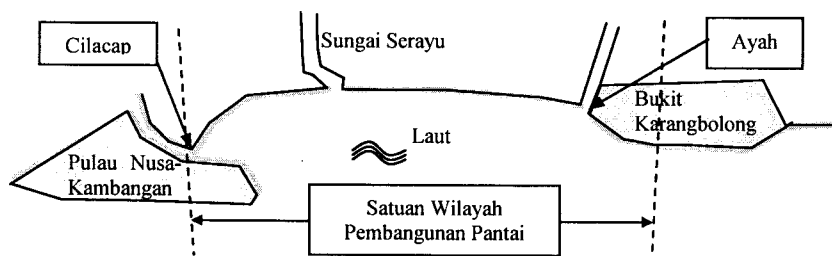 Cilacap
Sungai Serayu
Ayah
Bukit
Karangbolong
Laut
Pulau Nusa-
Kambangan
Satuan Wilayah
Pembangunan Pantai